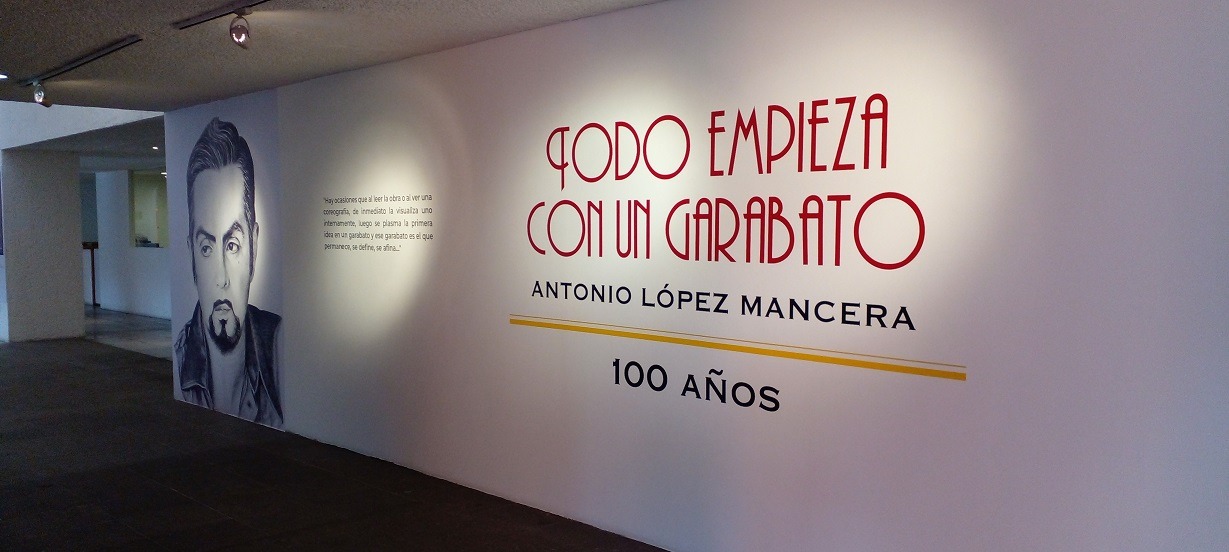 "Hay ocasiones que al leer la obra o al ver una
coreografía, de inmediato la visualiza uno
internamente, luego se plasma la primera
idea en un garabato y ese garabato es el que
permanece, se define, se afina..."
TODO EMPIEZA
CON UN GARABATO
ANTONIO LÓPEZ MANCERA
100 AÑOS